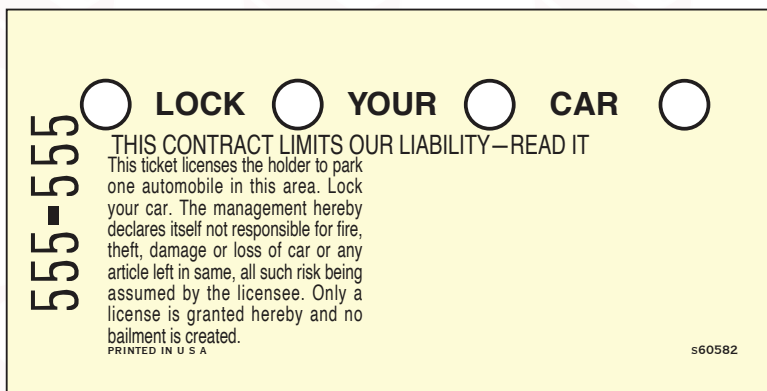 LOCK YOUR CAR
THIS CONTRACT LIMITS OUR LIABILITY—READ IT
This ticket licenses the holder to park
one automobile in this area. Lock
your car. The management hereby
declares itself not responsible for fire,
theft, damage or loss of car or any
article left in same, all such risk being
assumed by the licensee. Only a
license is granted hereby and no
bailment is created.
PRINTED IN U S A
S60582
555-555